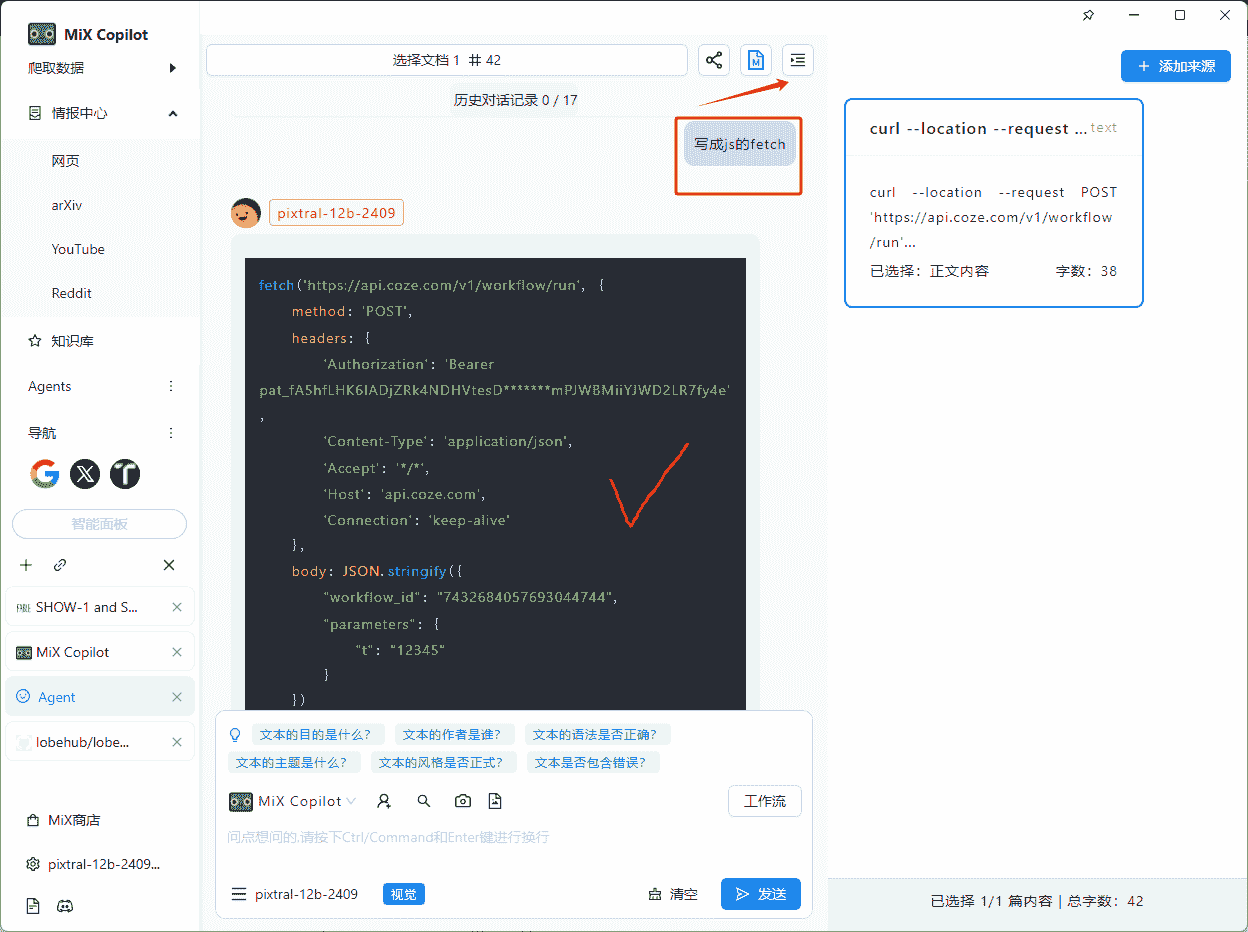 MiX Copilot
爬取数据
情报中心
网页
arXiv
YouTube
Reddit
知识库
Agents
导航
智能面板
SHOW-1 and S...
MiX Copilot
Agent
lobehub/lobe...
MiX商店
pixtral-12b-2409...
选择文档 1 井 42
历史对话记录 0 / 17
写成js的fetch
pixtral-12b-2409
fetch('https://api.coze.com/v1/workflow/run', {
method: 'POST',
headers: {
'Authorization': 'Bearer
pat_fA5hfLHK6IADjZRk4NDHVtesD*******mPJWBMiiYJWD2LR7fy4e'
,
'Content-Type': 'application/json',
'Accept': '*/*',
'Host': 'api.coze.com',
'Connection': 'keep-alive'
},
body: JSON.stringify({
"workflow_id": "7432684057693044744",
"parameters": {
"t": "12345"
}
})
文本的目的是什么? 文本的作者是谁? 文本的语法是否正确?
文本的主题是什么? 文本的风格是否正式? 文本是否包含错误?
MiX Copilot
工作流
问点想问的.请按下Ctrl/Command和Enter键进行换行
pixtral-12b-2409 视觉 清空 发送
+ 添加来源
curl --location --request ... text
curl --location --request POST
'https://api.coze.com/v1/workflow
/run'...
已选择：正文内容 字数：38
已选择 1/1 篇内容 | 总字数：42